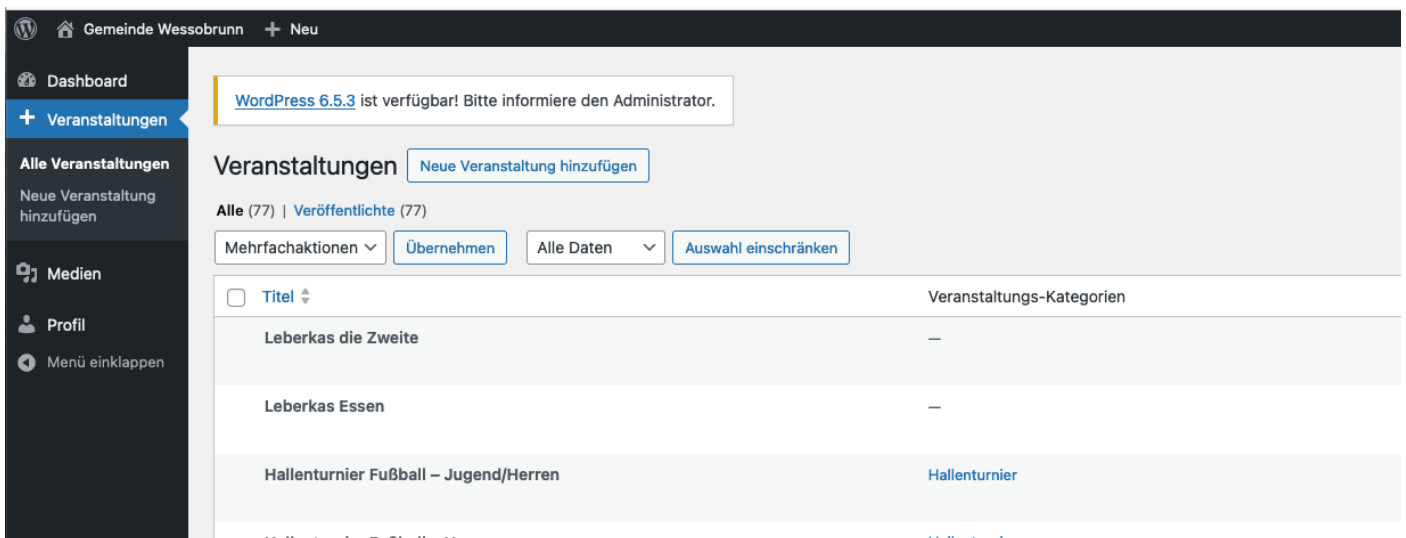 Gemeinde Wessobrunn + Neu
Dashboard
Veranstaltungen
Alle Veranstaltungen
Neue Veranstaltung
hinzufügen
Medien
Profil
Menü einklappen
WordPress 6.5.3 ist verfügbar! Bitte informiere den Administrator.
Veranstaltungen Neue Veranstaltung hinzufügen
Alle (77) | Veröffentlichte (77)
Mehrfachaktionen Übernehmen Alle Daten Auswahl einschränken
Titel Veranstaltungs-Kategorien
Leberkas die Zweite —
Leberkas Essen —
Hallenturnier Fußball – Jugend/Herren Hallenturnier